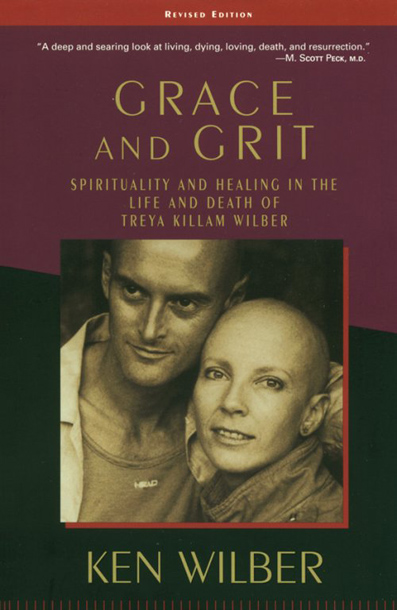 REVISED EDITION
“A deep and searing look at living, dying, loving, death, and resurrection.”
—M. SCOTT PECK, M.D.
GRACE
AND GRIT
SPIRITUALITY AND HEALING IN THE
LIFE AND DEATH OF
TREYA KILLAM WILBER
HEAD
KEN WILBER